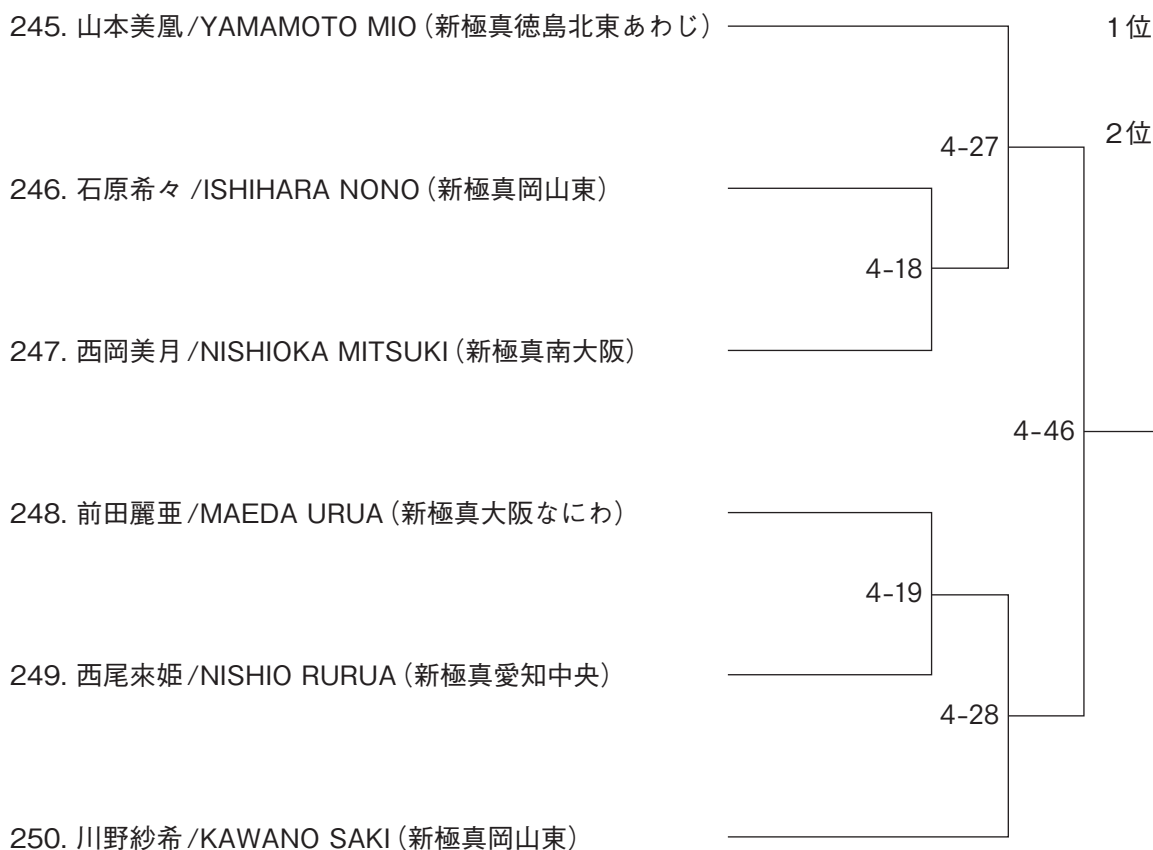 245. 山本美凰/YAMAMOTO MIO（新極真徳島北東あわじ）
1位
4-27
2位
246. 石原希々 /ISHIHARA NONO（新極真岡山東）
4-18
247. 西岡美月/NISHIOKA MITSUKI（新極真南大阪）
4-46
248. 前田麗亜/MAEDA URUA（新極真大阪なにわ）
4-19
249. 西尾來姫/NISHIO RURUA（新極真愛知中央）
4-28
250. 川野紗希/KAWANO SAKI（新極真岡山東）